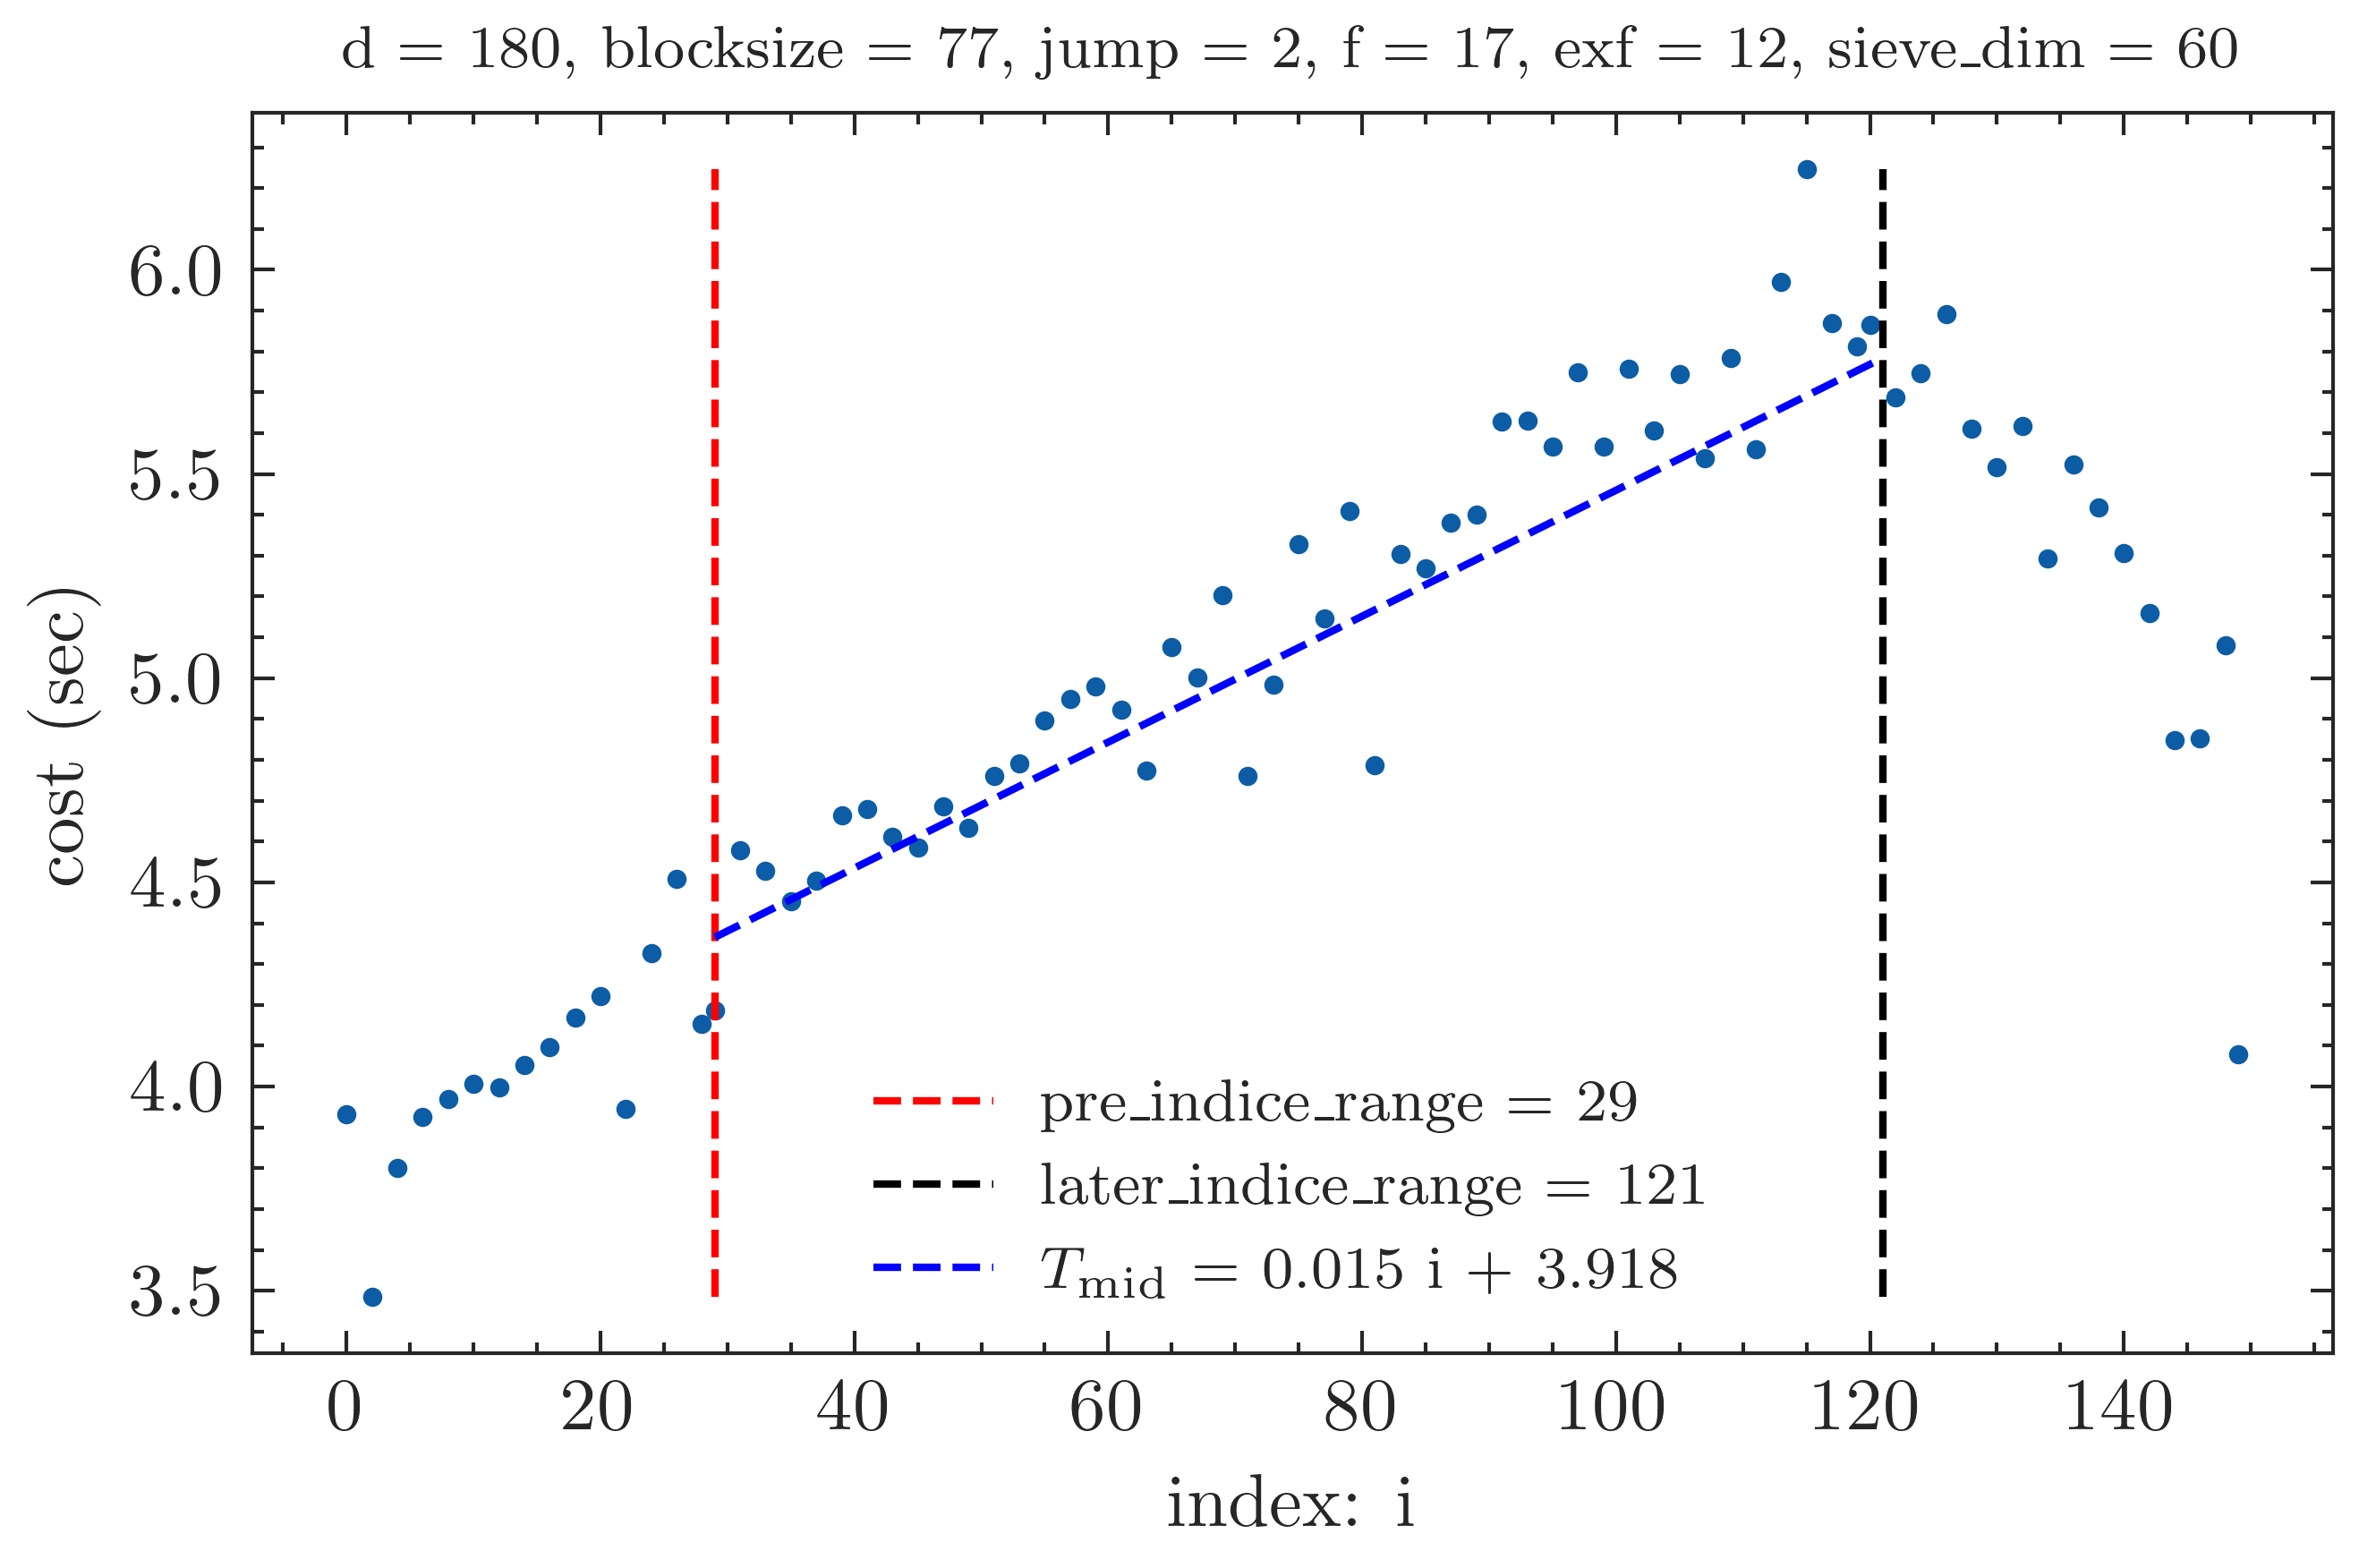 d = 180, blocksize = 77, jump = 2, f = 17, exf = 12, sieve_dim = 60
6.0
5.5
5.0
4.5
4.0
3.5
cost (sec)
pre_indice_range = 29
later_indice_range = 121
T_mid = 0.015 i + 3.918
0 20 40 60 80 100 120 140
index: i